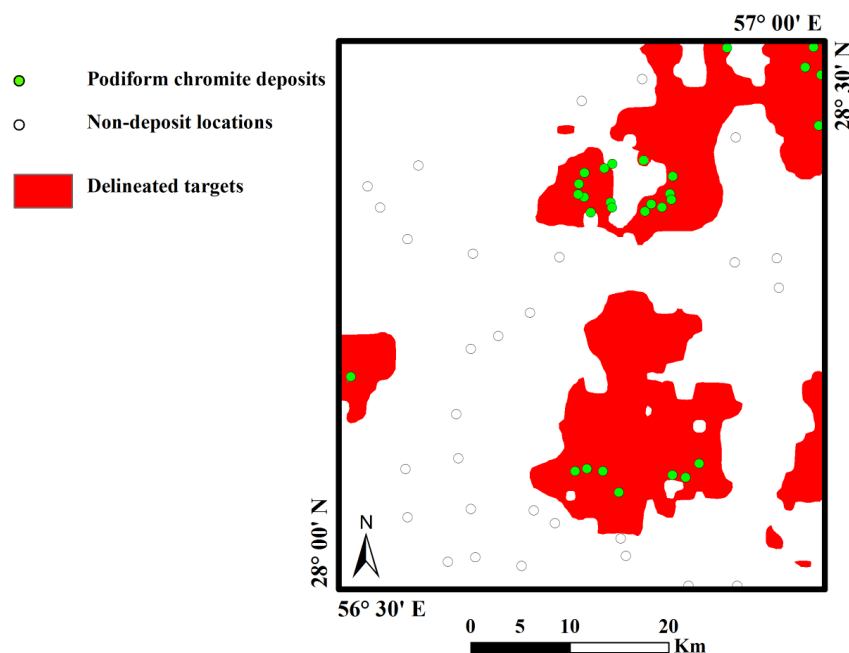 57° 00' E
Podiform chromite deposits
Non-deposit locations
Delineated targets
28° 30' N
N
28° 00' N
56° 30' E
0 5 10 20
Km